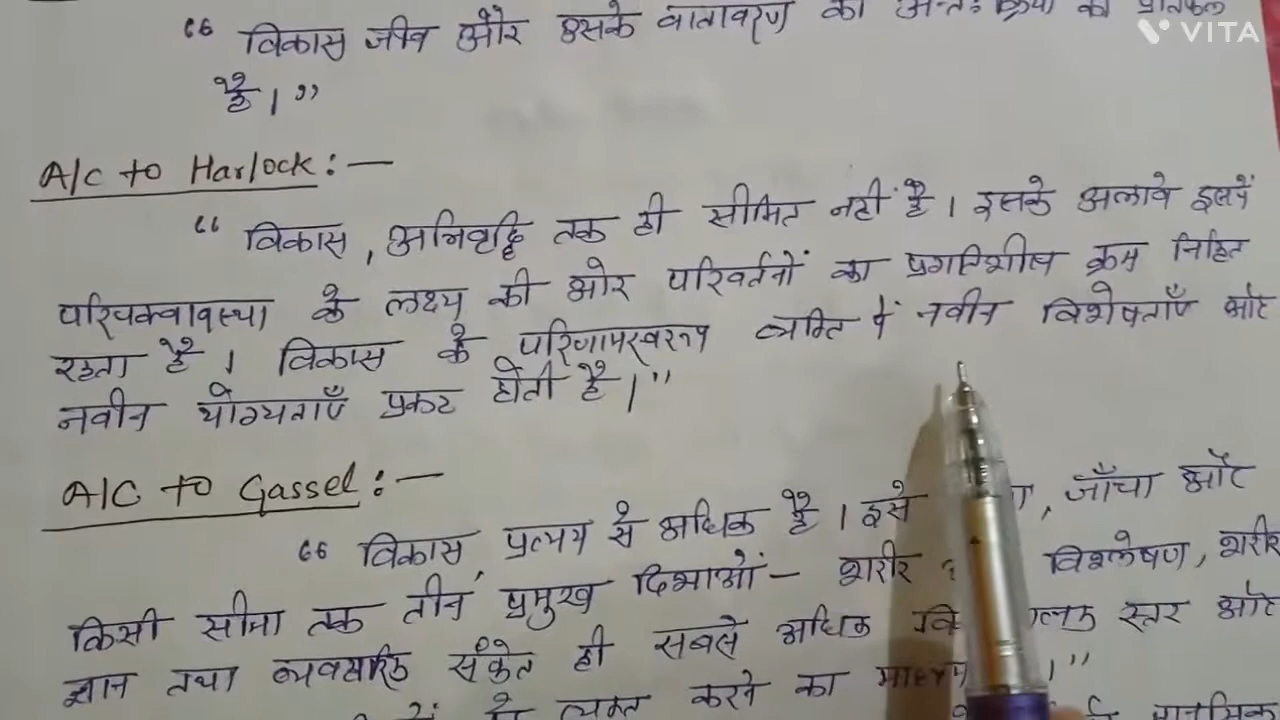 “ विकास जीव और उसके वातावरण की अन्तः क्रिया का प्रतिफल
है।”
A/c to Harlock : —
“ विकास, अभिवृद्धि तक ही सीमित नहीं है। इसके अलावे इसमें
परिपक्वावस्था के लक्ष्य की ओर परिवर्तनों का प्रगतिशील क्रम निहित
रहता है। विकास के परिणामस्वरूप व्यक्ति में नवीन विशेषताएँ और
नवीन योग्यताएँ प्रकट होती है।”
A/C to Gassel : —
“ विकास, प्रत्यय से अधिक है। इसे , जाँचा और
किसी सीमा तक तीन प्रमुख दिशाओं – शरीर विश्लेषण, शरीर
ज्ञान तथा व्यवहारिक संकेत ही सबसे अधिक स्तर और
व्यक्त करने का ।”
VITA